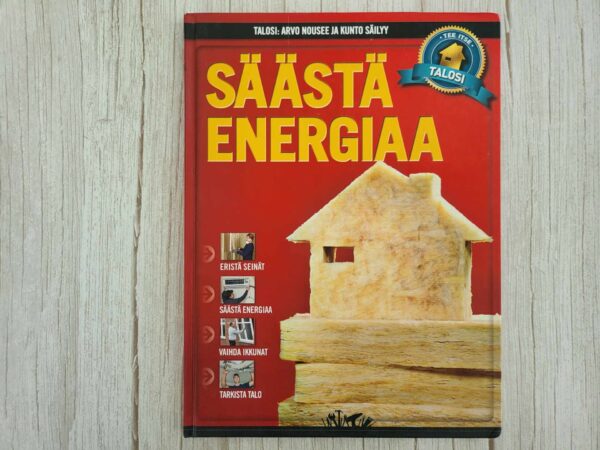 TALOSI: ARVO NOUSEE JA KUNTO SÄILYY
TEE ITSE
TALOSI
SÄÄSTÄ
ENERGIAA
ERISTÄ SEINÄT
SÄÄSTÄ ENERGIAA
VAIHDA IKKUNAT
TARKISTA TALO